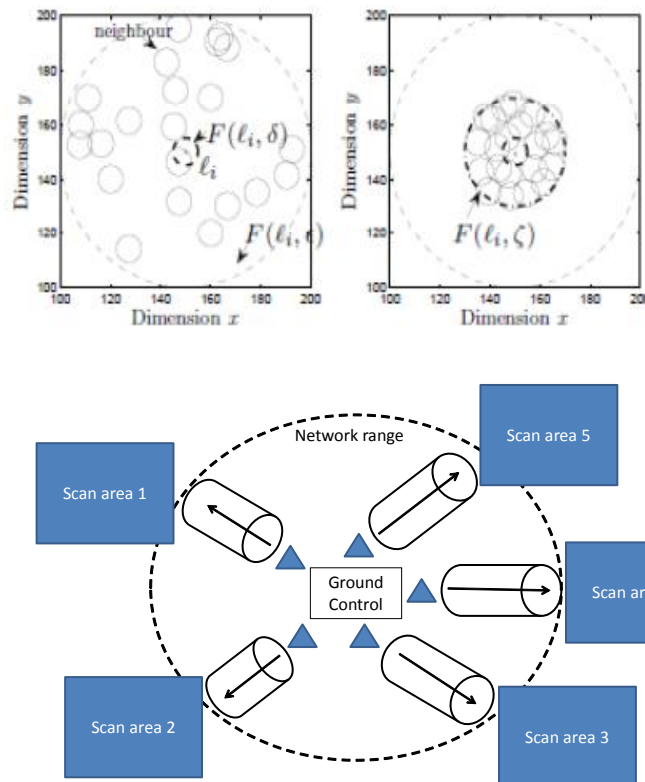 neighbour
F(ℓᵢ, δ)
ℓᵢ
F(ℓᵢ, ϵ)
Dimension y
200
180
160
140
120
100
100 120 140 160 180 200
Dimension x
F(ℓᵢ, ζ)
Dimension y
200
180
160
140
120
100
100 120 140 160 180 200
Dimension x
Network range
Scan area 5
Scan area 1
Ground
Control
Scan ar
Scan area 2
Scan area 3